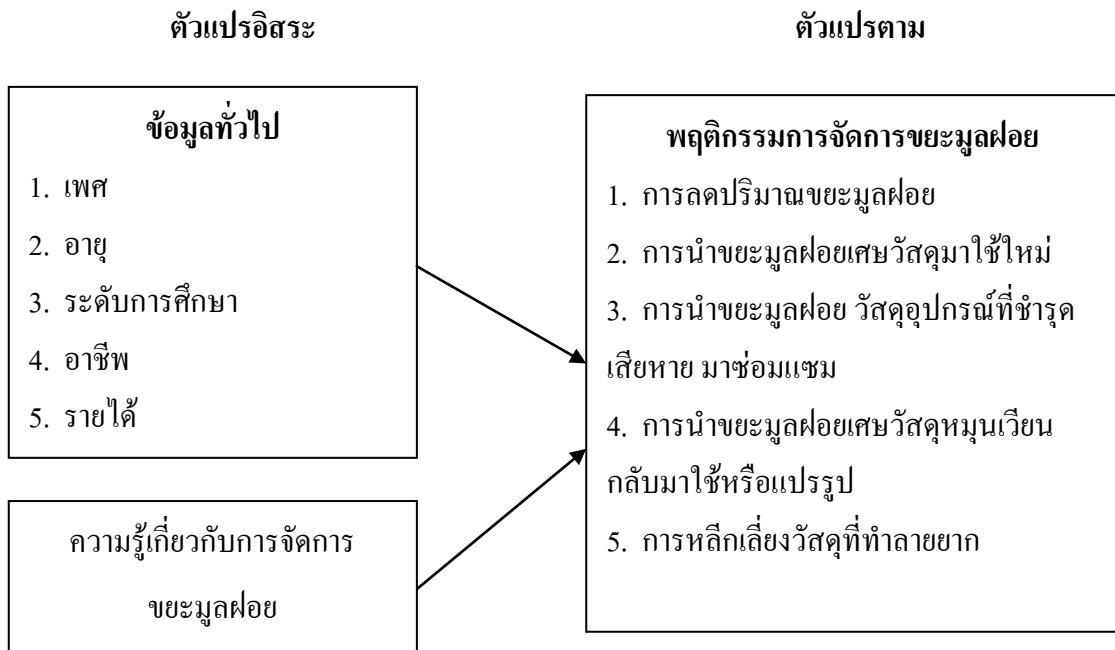 ตัวแปรอิสระ
ตัวแปรตาม
ข้อมูลทั่วไป
1. เพศ
2. อายุ
3. ระดับการศึกษา
4. อาชีพ
5. รายได้
ความรู้เกี่ยวกับการจัดการ
ขยะมูลฝอย
พฤติกรรมการจัดการขยะมูลฝอย
1. การลดปริมาณขยะมูลฝอย
2. การนำขยะมูลฝอยเศษวัสดุมาใช้ใหม่
3. การนำขยะมูลฝอย วัสดุอุปกรณ์ที่ชำรุด
เสียหาย มาซ่อมแซม
4. การนำขยะมูลฝอยเศษวัสดุหมุนเวียน
กลับมาใช้หรือแปรรูป
5. การหลีกเลี่ยงวัสดุที่ทำลายยาก